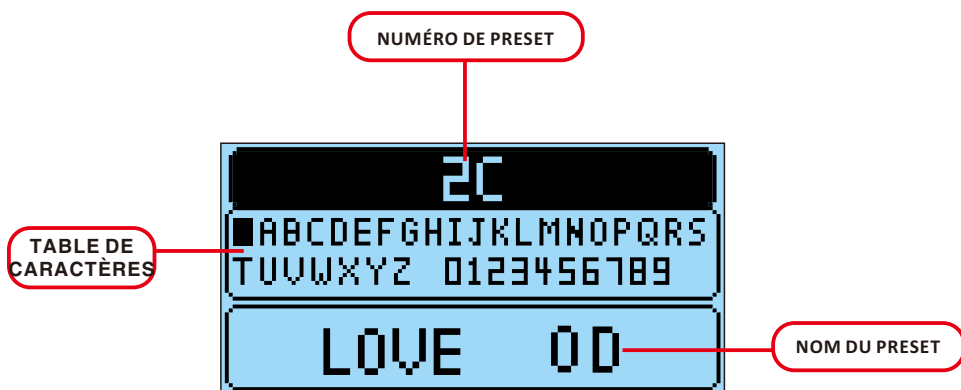 NUMÉRO DE PRESET
2C
ABCDEFGHIJKLMNOPQRS
TABLE DE
CARACTÈRES
TUVWXYZ 0123456789
LOVE OD
NOM DU PRESET